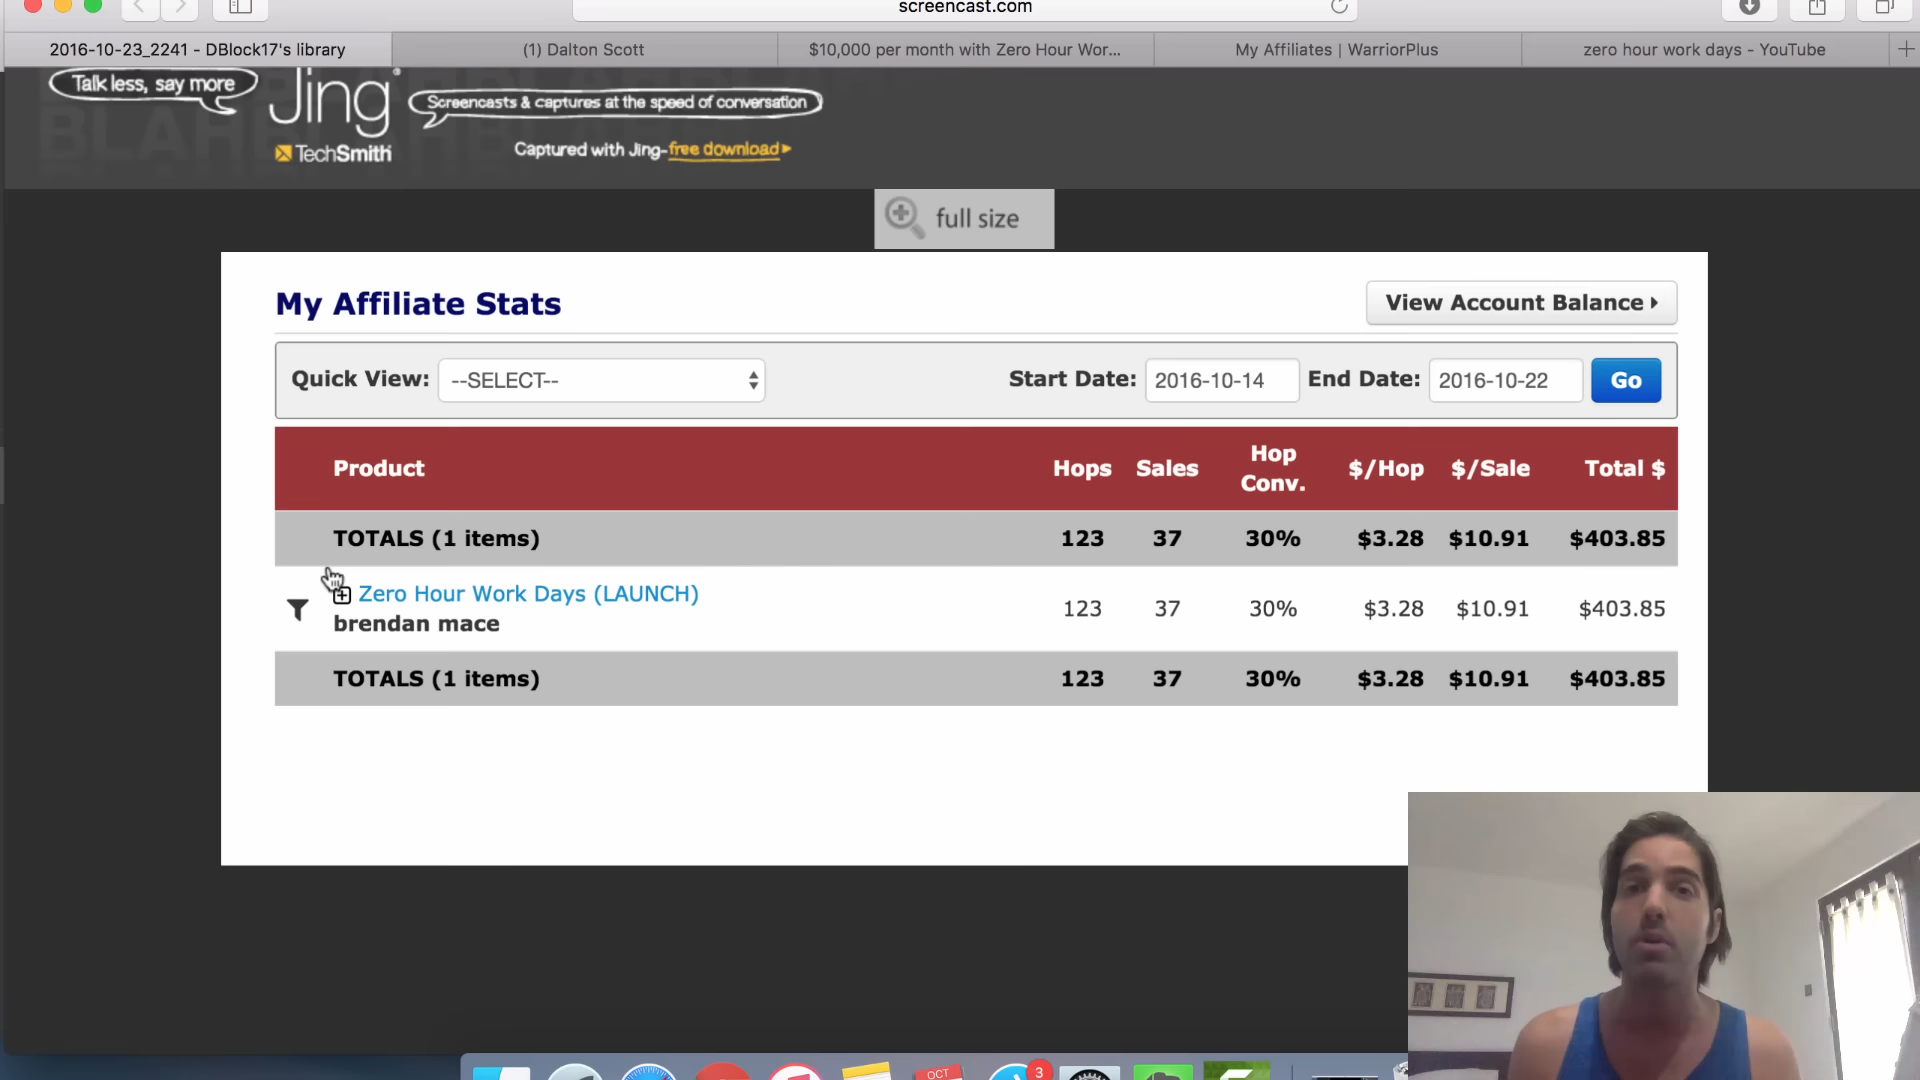 screencast.com
2016-10-23_2241 - DBlock17's library
(1) Dalton Scott
$10,000 per month with Zero Hour Wor...
My Affiliates | WarriorPlus
zero hour work days - YouTube
Talk less, say more
Jing
Screencasts & captures at the speed of conversation
TechSmith
Captured with Jing-free download
full size
My Affiliate Stats
View Account Balance
Quick View: --SELECT--
Start Date: 2016-10-14 End Date: 2016-10-22 Go
Product Hops Sales Hop Conv. $/Hop $/Sale Total $
TOTALS (1 items) 123 37 30% $3.28 $10.91 $403.85
Zero Hour Work Days (LAUNCH)
brendan mace
123 37 30% $3.28 $10.91 $403.85
TOTALS (1 items) 123 37 30% $3.28 $10.91 $403.85
OCT
3